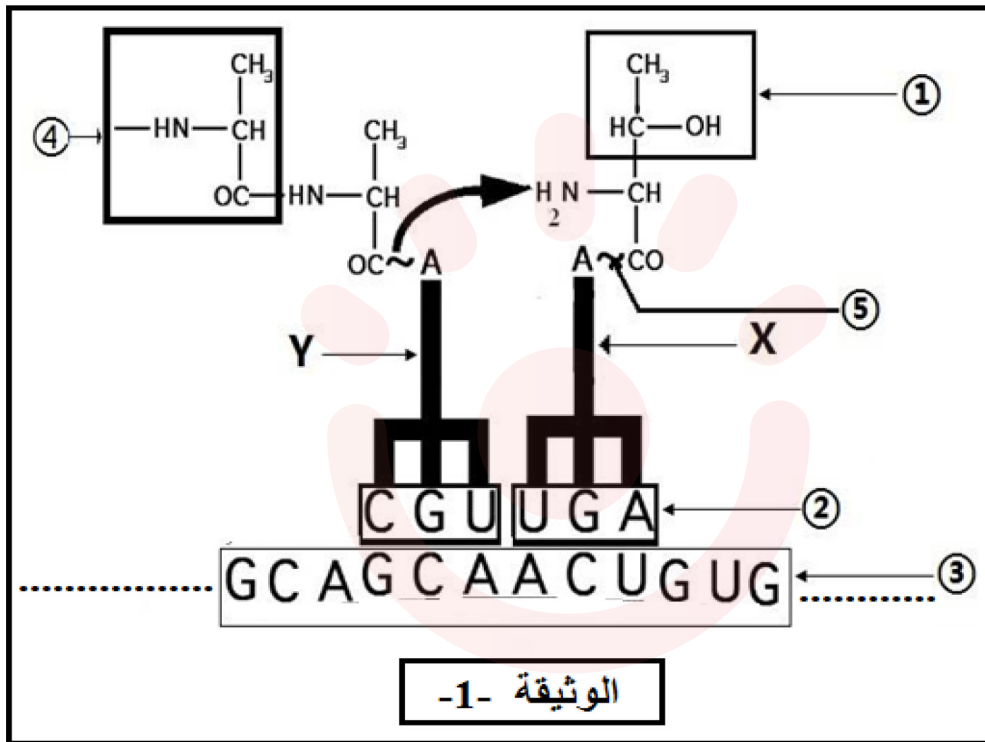 ④ CH₃ CH₃ ①
—HN—CH CH₃ HC—OH
OC—HN—CH H₂N—CH
OC~A A~CO
⑤
Y X
CGU UGA ②
GCAGCAACUGUG ③
الوثيقة -1-